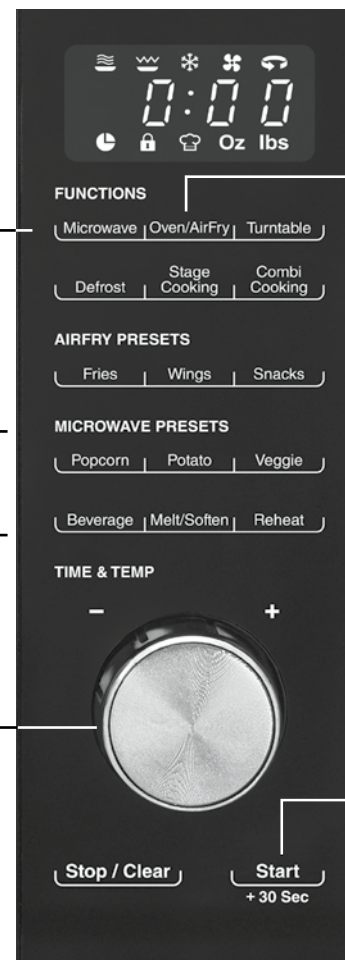 0:00
Oz lbs
FUNCTIONS
Microwave Oven/AirFry Turntable
Defrost Stage Cooking Combi Cooking
AIRFRY PRESETS
Fries Wings Snacks
MICROWAVE PRESETS
Popcorn Potato Veggie
Beverage Melt/Soften Reheat
TIME & TEMP
− +
Stop / Clear Start
+ 30 Sec